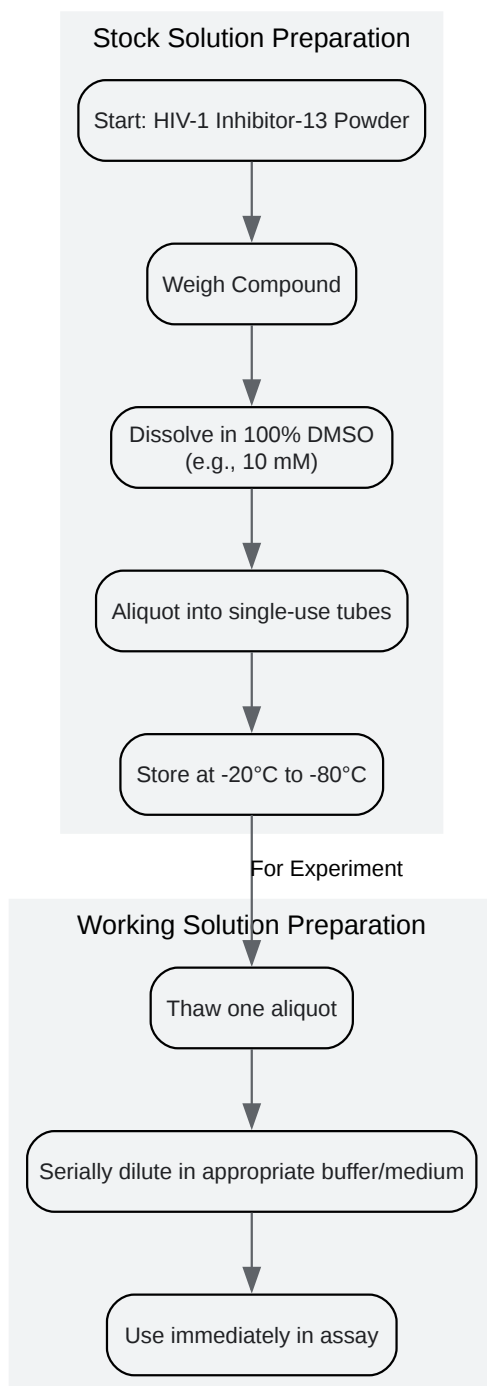 Stock Solution Preparation
Start: HIV-1 Inhibitor-13 Powder
Weigh Compound
Dissolve in 100% DMSO
(e.g., 10 mM)
Aliquot into single-use tubes
Store at -20°C to -80°C
For Experiment
Working Solution Preparation
Thaw one aliquot
Serially dilute in appropriate buffer/medium
Use immediately in assay